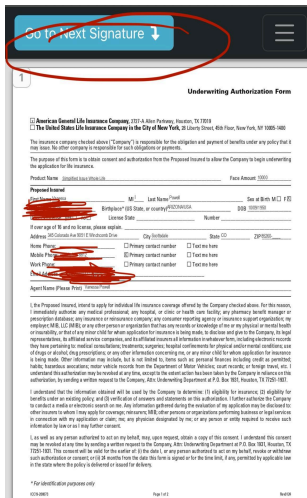 Go to Next Signature
1
Underwriting Authorization Form
American General Life Insurance Company, 2727-A Allen Parkway, Houston, TX 77019
The United States Life Insurance Company in the City of New York, 28 Liberty Street, 45th Floor, New York, NY 10005-1400
The insurance company checked above ("Company") is responsible for the obligation and payment of benefits under any policy that it
may issue. No other company is responsible for such obligations or payments.
The purpose of this form is to obtain consent and authorization from the Proposed Insured to allow the Company to begin underwriting
the application for life insurance.
Product Name Simplified Issue Whole Life Face Amount 10000
Proposed Insured
MI Last Name Powell Sex at Birth M F
Birthplace* (US State, or country) ARIZONA/USA DOB
License State Number
If over age of 16 and no license, please explain.
Address City Scottsdale State CO ZIP
Home Phone Primary contact number Text me here
Mobile Phone Primary contact number Text me here
Work Phone Primary contact number Text me here
Agent Name (Please Print) Vanessa Powell
I, the Proposed Insured, intend to apply for individual life insurance coverage offered by the Company checked above. For this reason,
I immediately authorize any medical professional; any hospital, or clinic or health care facility; any pharmacy benefit manager or
prescription database; any insurance or reinsurance company; any consumer reporting agency or insurance support organization; my
employer; MIB, LLC (MIB); or any other person or organization that has any records or knowledge of me or my physical or mental health
or insurability, or that of any minor child for whom application for insurance is being made, to disclose and give to the Company, its legal
representatives, its affiliated service companies, and its affiliated insurers all information in whatever form, including electronic records
they have pertaining to medical consultations; treatments; surgeries; hospital confinements for physical and/or mental conditions; use
of drugs or alcohol; drug prescriptions; or any other information concerning me, or any minor child for whom application for insurance
is being made. Other information may include, but is not limited to, items such as: personal finances including credit as permitted;
habits; hazardous avocations; motor vehicle records from the Department of Motor Vehicles; court records, or foreign travel, etc. I
understand this authorization may be revoked at any time, except to the extent action has been taken by the Company in reliance on this
authorization, by sending a written request to the Company, Attn: Underwriting Department at P.O. Box 1931, Houston, TX 77251-1931.
I understand that the information obtained will be used by the Company to determine: (1) eligibility for insurance; (2) eligibility for
benefits under an existing policy; and (3) verification of answers and statements on this authorization. I further authorize the Company
to conduct a media or electronic search on me. Any information gathered during the evaluation of my application may be disclosed to:
other insurers to whom I may apply for coverage; reinsurers; MIB; other persons or organizations performing business or legal services
in connection with my application or claim; me; any physician designated by me; or any person or entity required to receive such
information by law or as I may further consent.
I, as well as any person authorized to act on my behalf, may, upon request, obtain a copy of this consent. I understand this consent
may be revoked at any time by sending a written request to the Company, Attn: Underwriting Department at P.O. Box 1931, Houston, TX
77251-1931. This consent will be valid for the earlier of: (i) the date I, or any person authorized to act on my behalf, revoke or withdraw
such authorization or consent; or (ii) 24 months from the date this form is signed or for the time limit, if any, permitted by applicable law
in the state where the policy is delivered or issued for delivery.
* For identification purposes only
Page 1 of 2